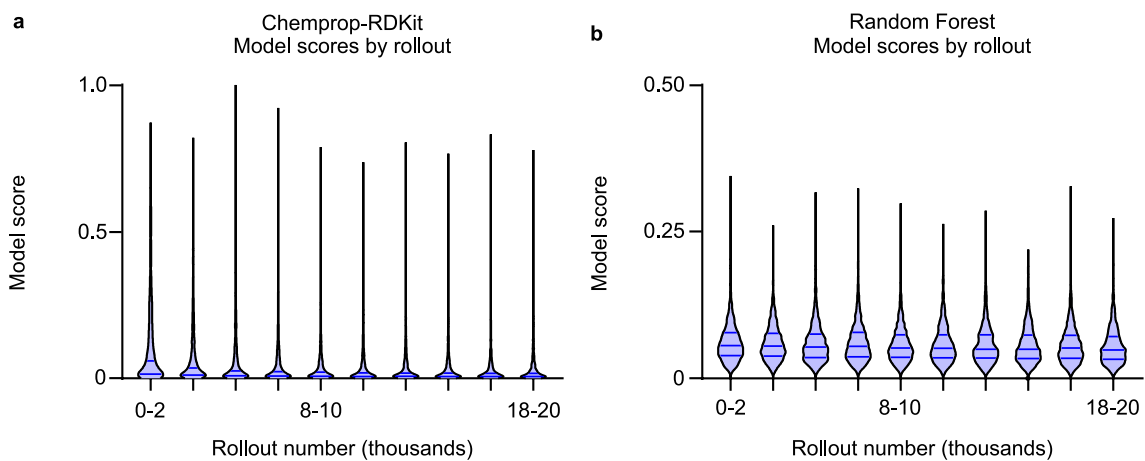 a
Chemprop-RDKit
Model scores by rollout
1.0
0.5
0
Model score
0-2
8-10
18-20
Rollout number (thousands)
b
Random Forest
Model scores by rollout
0.50
0.25
0
Model score
0-2
8-10
18-20
Rollout number (thousands)